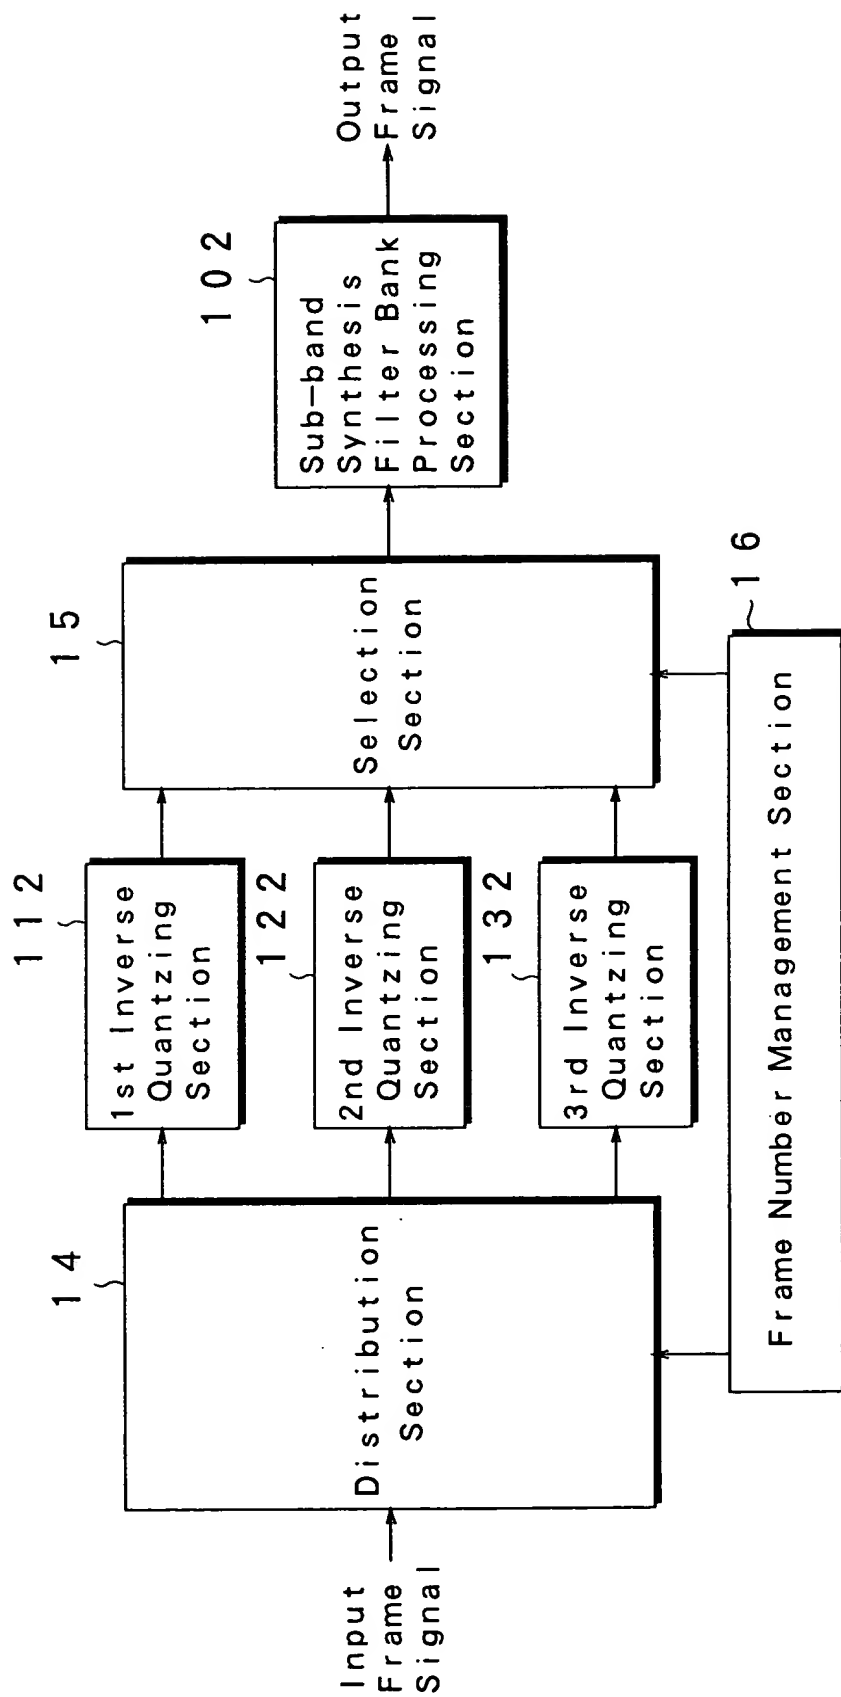 Input
Frame
Signal
14
Distribution
Section
112
1st Inverse
Quantzing
Section
122
2nd Inverse
Quantzing
Section
132
3rd Inverse
Quantzing
Section
15
Selection
Section
102
Sub-band
Synthesis
Filter Bank
Processing
Section
Output
Frame
Signal
16
Frame Number Management Section